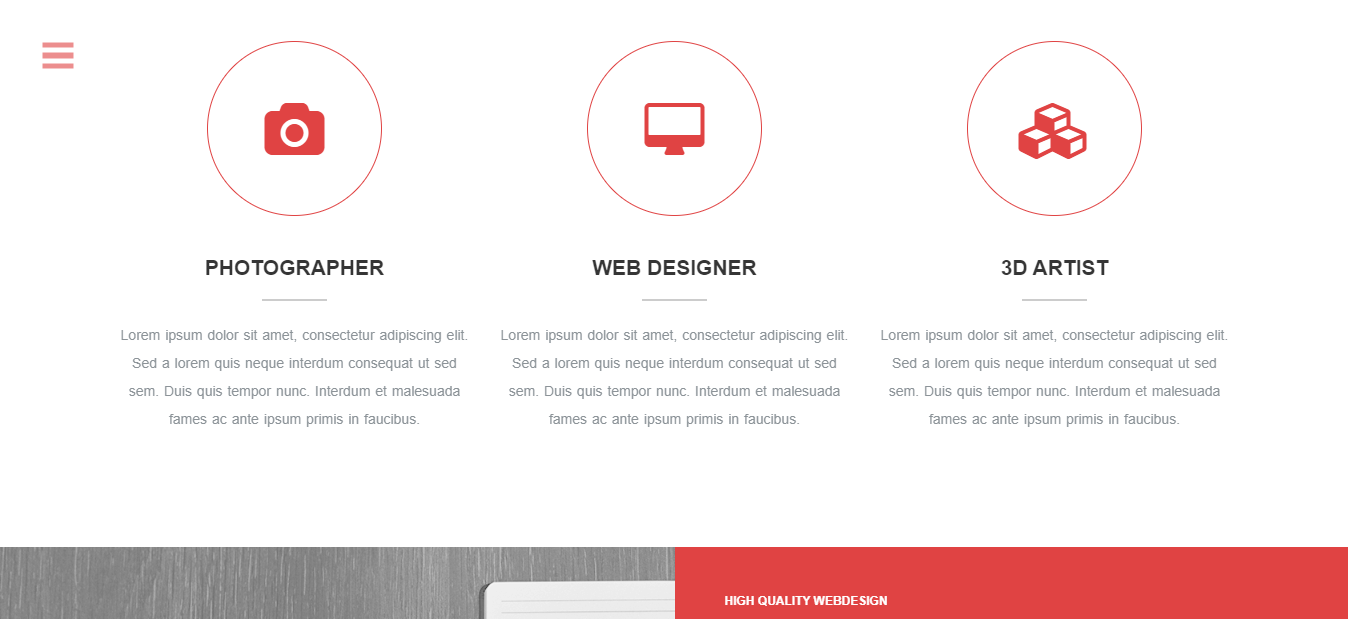 PHOTOGRAPHER
Lorem ipsum dolor sit amet, consectetur adipiscing elit.
Sed a lorem quis neque interdum consequat ut sed
sem. Duis quis tempor nunc. Interdum et malesuada
fames ac ante ipsum primis in faucibus.
WEB DESIGNER
Lorem ipsum dolor sit amet, consectetur adipiscing elit.
Sed a lorem quis neque interdum consequat ut sed
sem. Duis quis tempor nunc. Interdum et malesuada
fames ac ante ipsum primis in faucibus.
3D ARTIST
Lorem ipsum dolor sit amet, consectetur adipiscing elit.
Sed a lorem quis neque interdum consequat ut sed
sem. Duis quis tempor nunc. Interdum et malesuada
fames ac ante ipsum primis in faucibus.
HIGH QUALITY WEBDESIGN